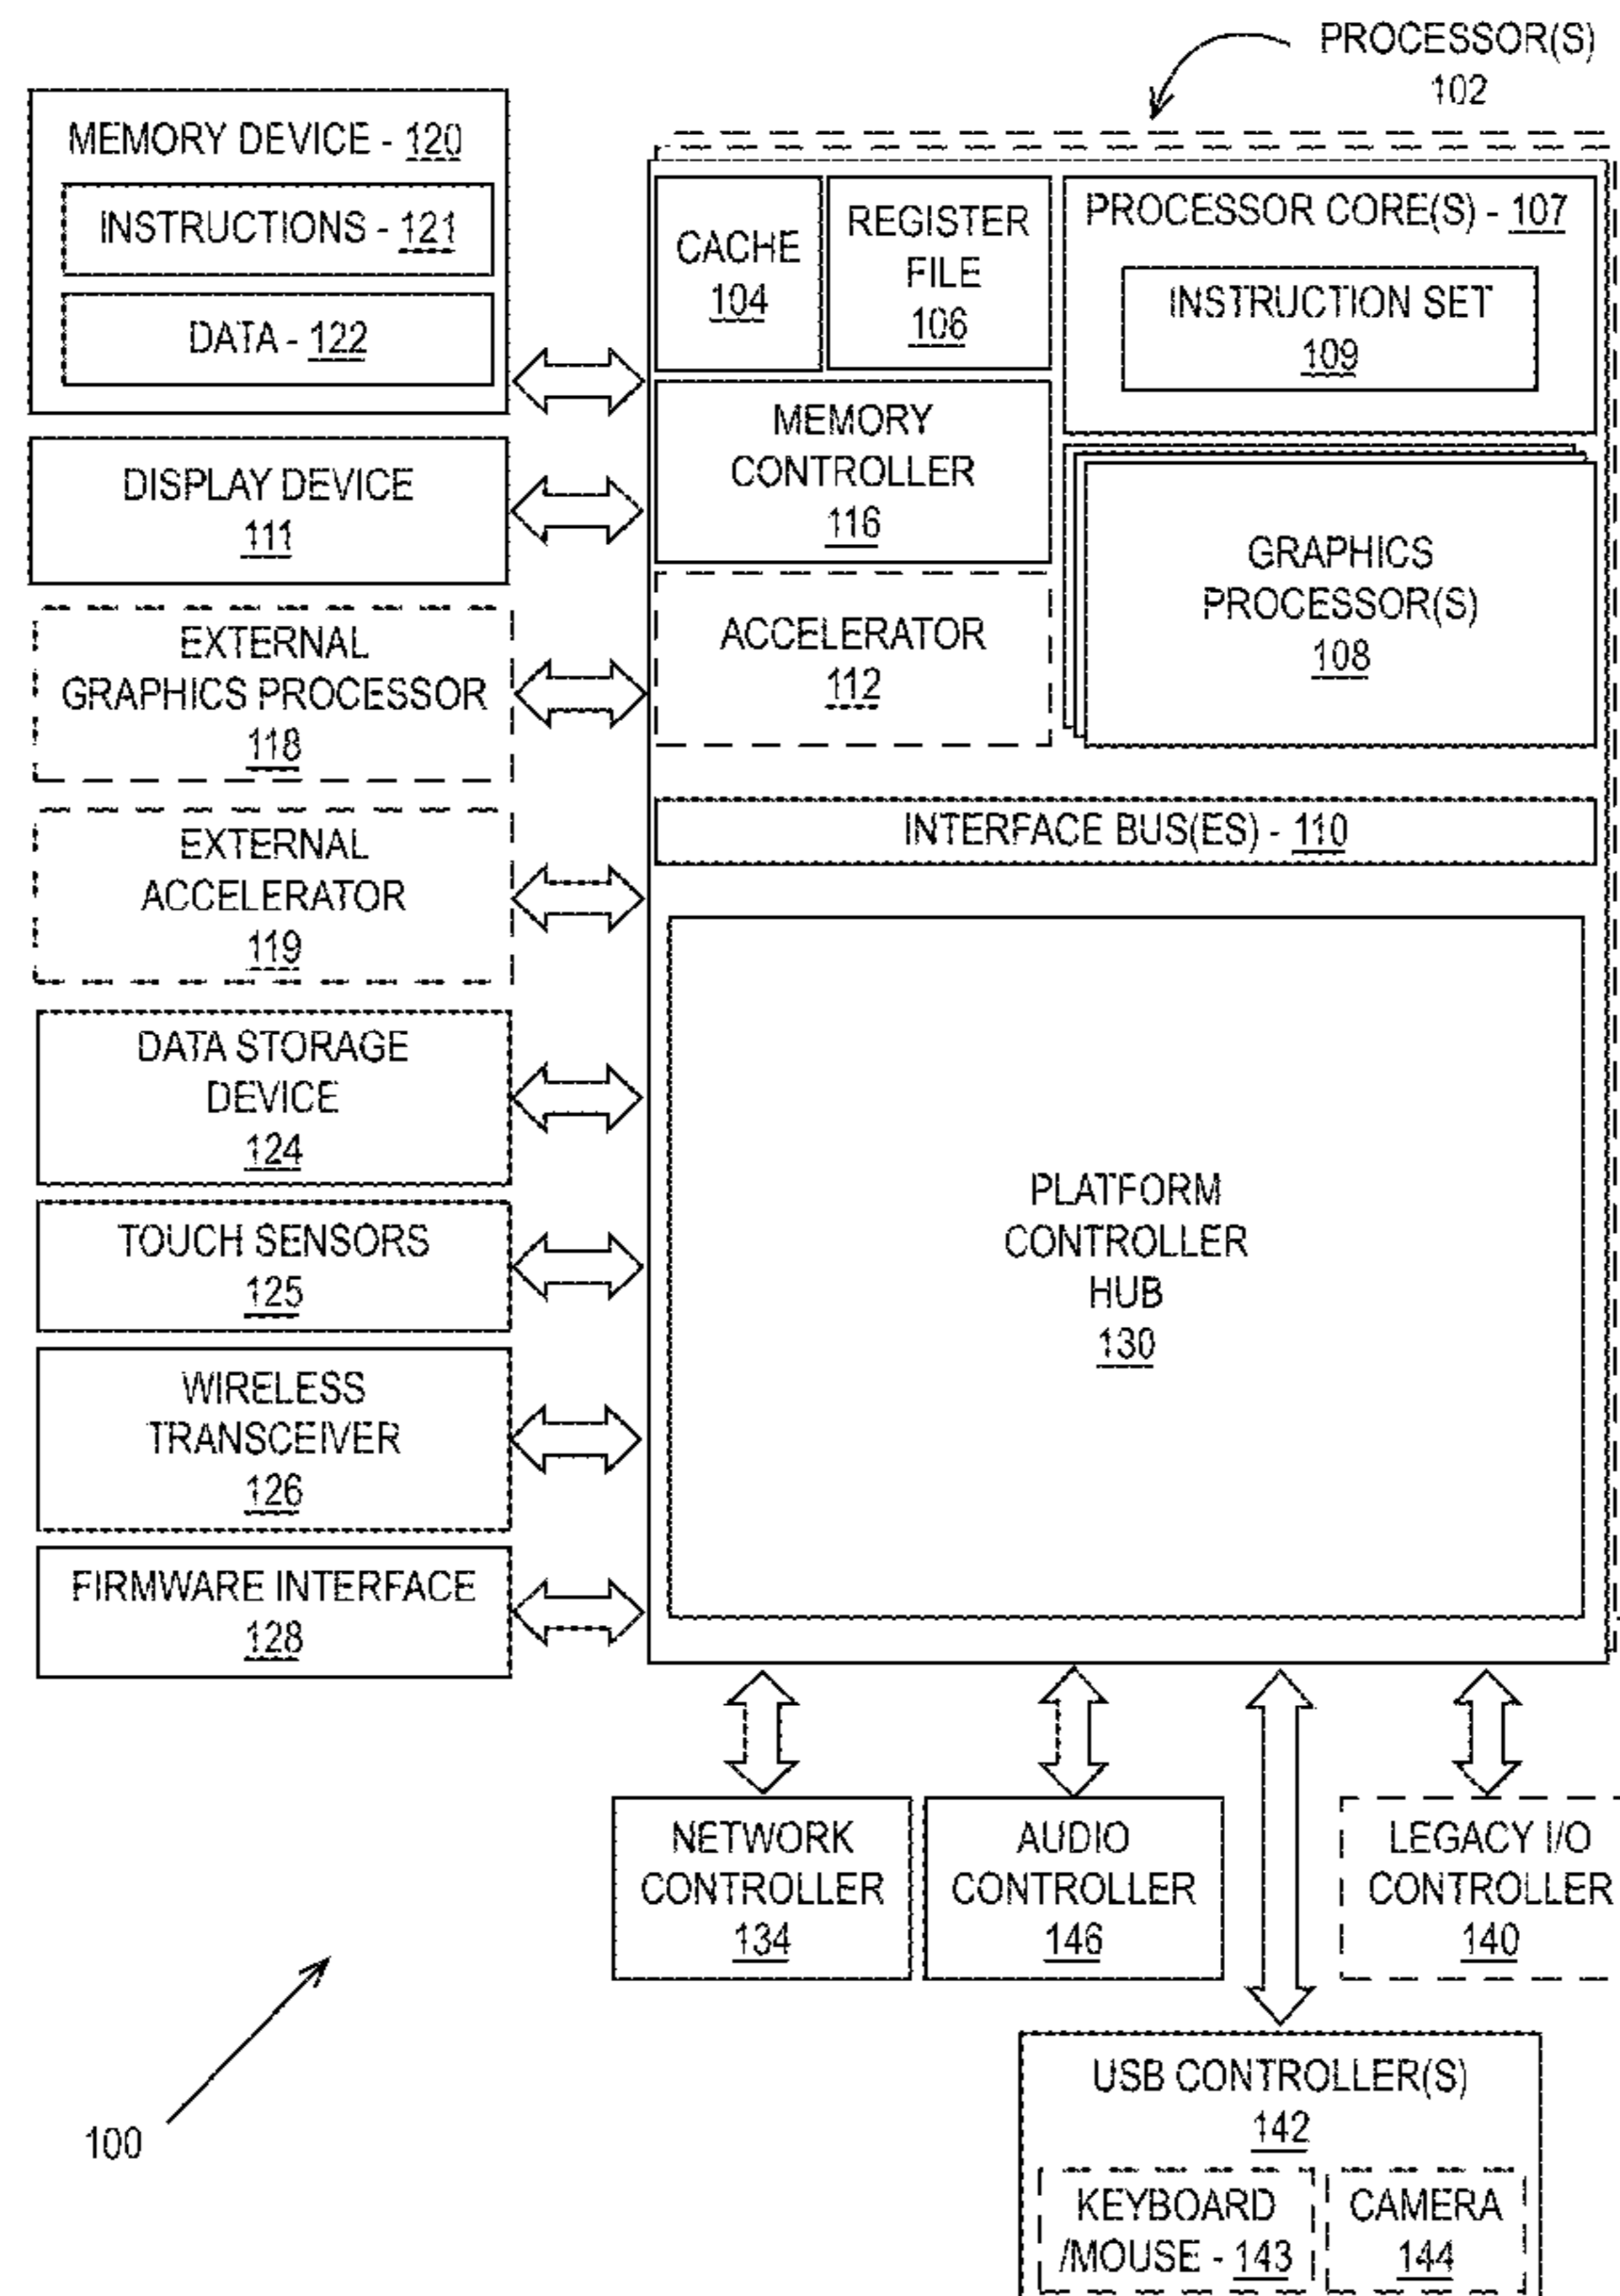 PROCESSOR(S)
102
MEMORY DEVICE - 120
INSTRUCTIONS - 121
DATA - 122
DISPLAY DEVICE
111
EXTERNAL
GRAPHICS PROCESSOR
118
EXTERNAL
ACCELERATOR
119
DATA STORAGE
DEVICE
124
TOUCH SENSORS
125
WIRELESS
TRANSCEIVER
126
FIRMWARE INTERFACE
128
CACHE
104
REGISTER
FILE
106
PROCESSOR CORE(S) - 107
INSTRUCTION SET
109
MEMORY
CONTROLLER
116
GRAPHICS
PROCESSOR(S)
108
ACCELERATOR
112
INTERFACE BUS(ES) - 110
PLATFORM
CONTROLLER
HUB
130
NETWORK
CONTROLLER
134
AUDIO
CONTROLLER
146
LEGACY I/O
CONTROLLER
140
USB CONTROLLER(S)
142
KEYBOARD
/MOUSE - 143
CAMERA
144
100